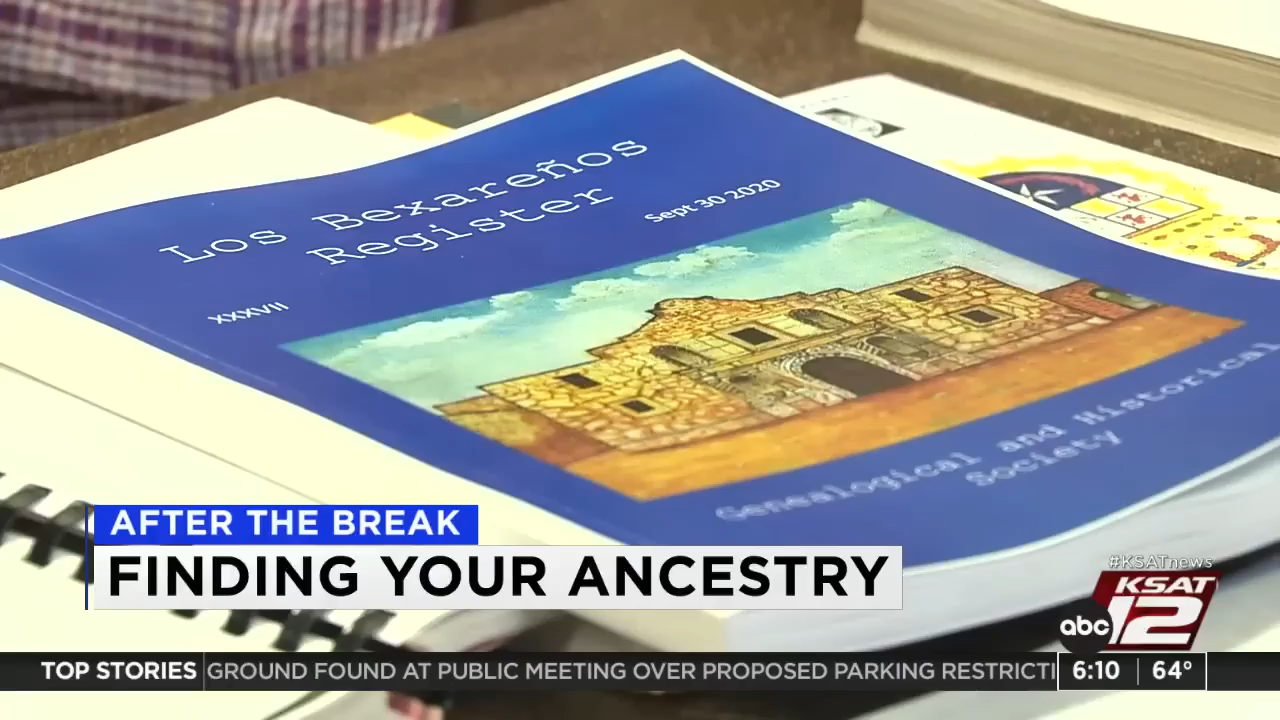 Los Bexareños
Register
Sept 30 2020
XXXVII
Genealogical and Historical
Society
AFTER THE BREAK
FINDING YOUR ANCESTRY
#KSATnews
KSAT
abc 12
TOP STORIES GROUND FOUND AT PUBLIC MEETING OVER PROPOSED PARKING RESTRICTI
6:10 64°